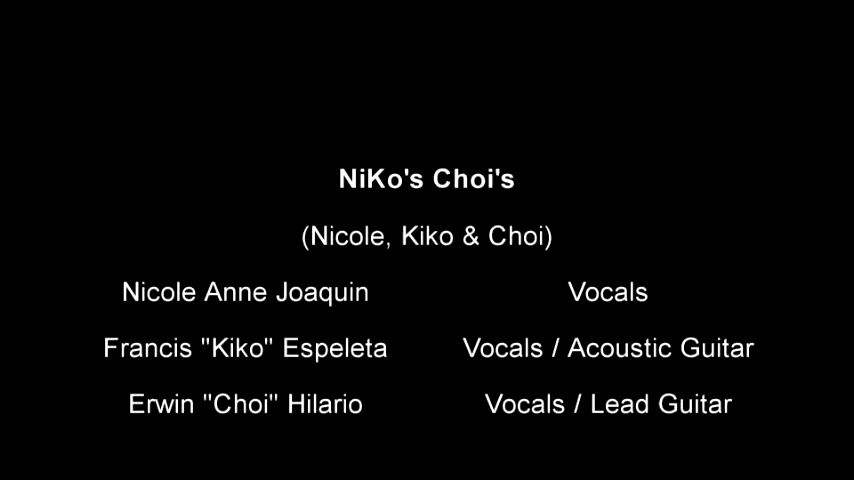 NiKo's Choi's
(Nicole, Kiko & Choi)
Nicole Anne Joaquin Vocals
Francis "Kiko" Espeleta Vocals / Acoustic Guitar
Erwin "Choi" Hilario Vocals / Lead Guitar